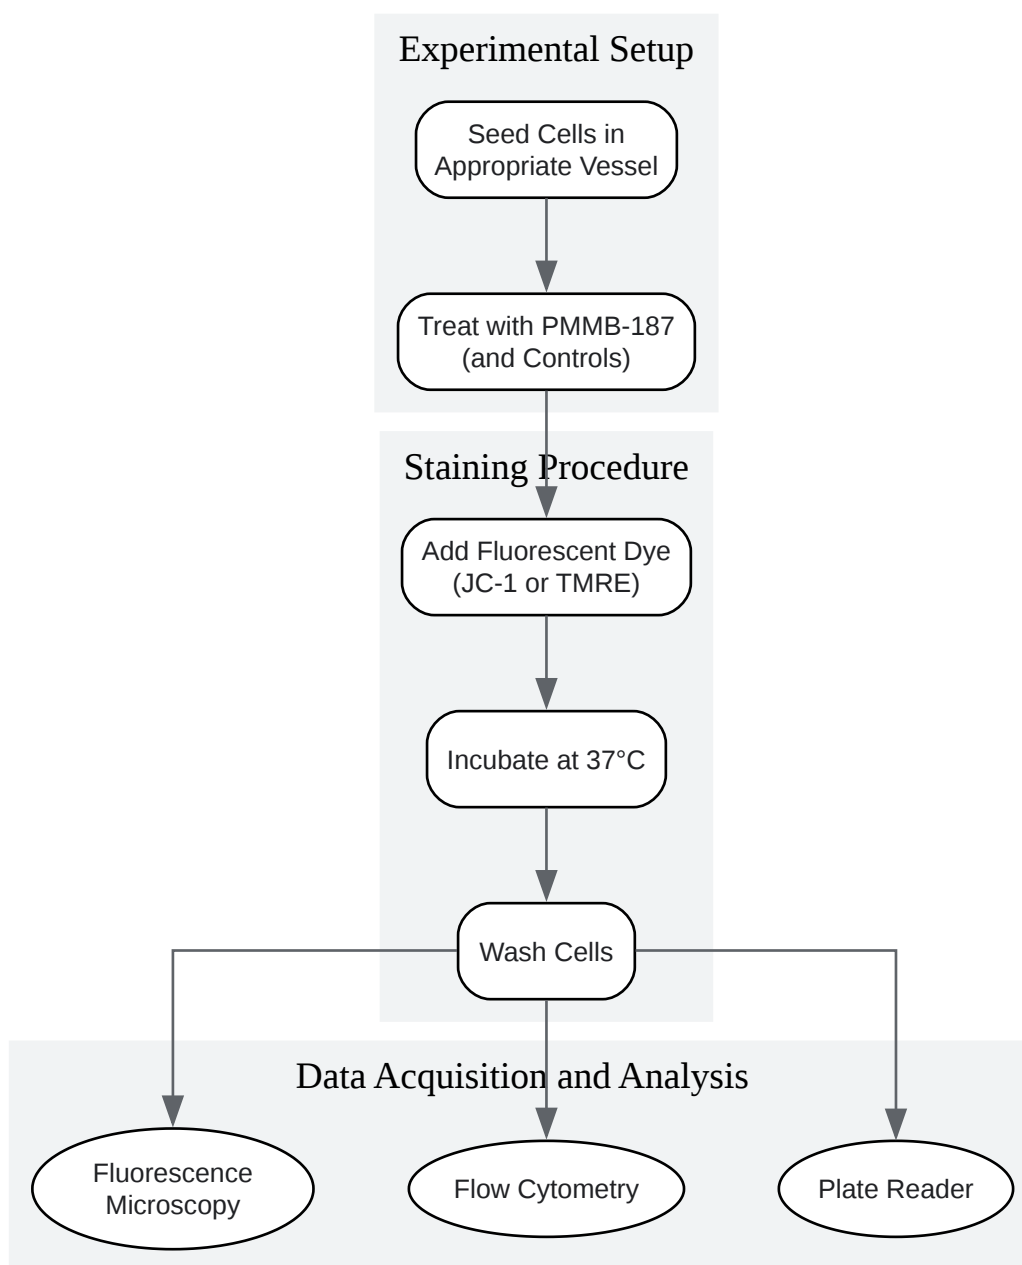 Experimental Setup
Seed Cells in
Appropriate Vessel
Treat with PMMB-187
(and Controls)
Staining Procedure
Add Fluorescent Dye
(JC-1 or TMRE)
Incubate at 37°C
Wash Cells
Data Acquisition and Analysis
Fluorescence
Microscopy
Flow Cytometry
Plate Reader